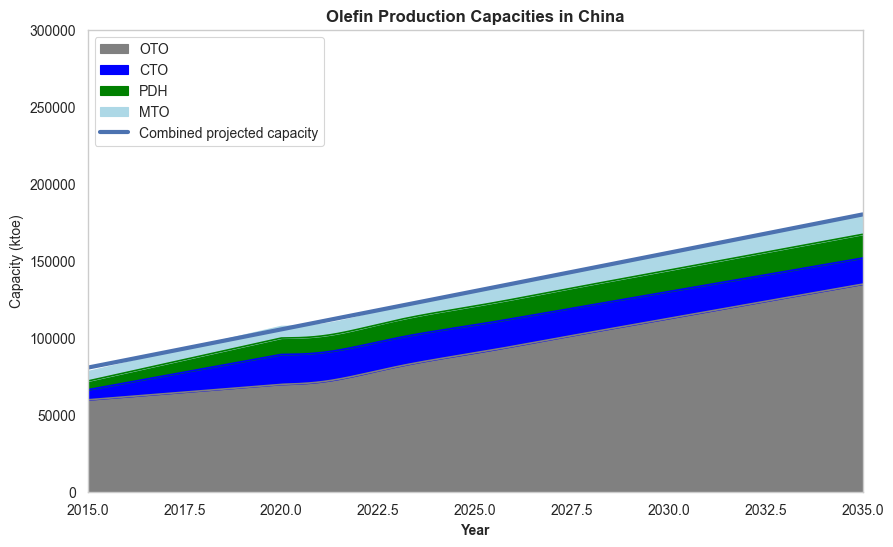 Olefin Production Capacities in China
300000
250000
200000
150000
100000
50000
0
Capacity (ktoe)
OTO
CTO
PDH
MTO
Combined projected capacity
2015.0 2017.5 2020.0 2022.5 2025.0 2027.5 2030.0 2032.5 2035.0
Year